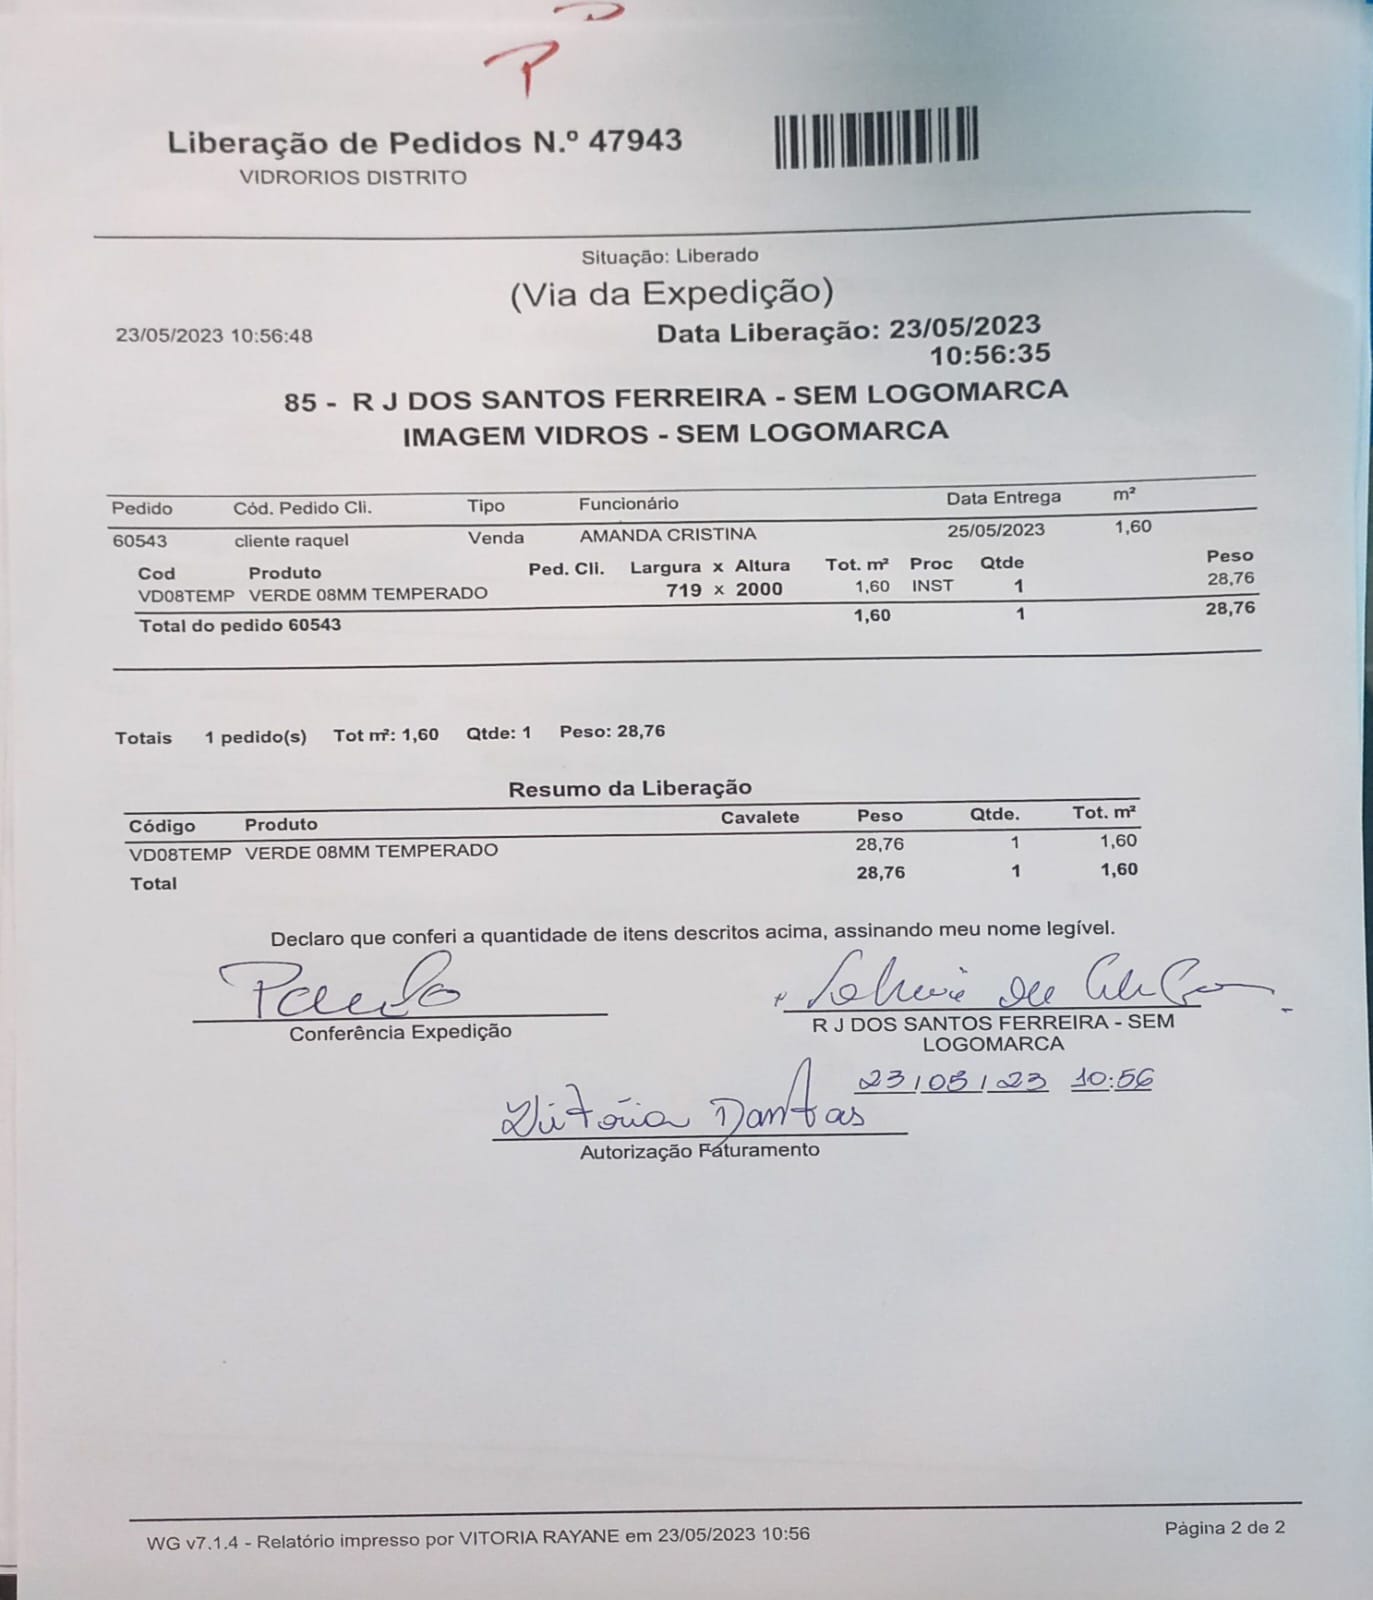 P
Liberação de Pedidos N.º 47943
VIDRORIOS DISTRITO
Situação: Liberado
(Via da Expedição)
23/05/2023 10:56:48
Data Liberação: 23/05/2023
10:56:35
85 - R J DOS SANTOS FERREIRA - SEM LOGOMARCA
IMAGEM VIDROS - SEM LOGOMARCA
Pedido Cód. Pedido Cli. Tipo Funcionário Data Entrega m²
60543 cliente raquel Venda AMANDA CRISTINA 25/05/2023 1,60
Cod Produto Ped. Cli. Largura x Altura Tot. m² Proc Qtde Peso
VD08TEMP VERDE 08MM TEMPERADO 719 x 2000 1,60 INST 1 28,76
Total do pedido 60543 1,60 1 28,76
Totais 1 pedido(s) Tot m²: 1,60 Qtde: 1 Peso: 28,76
Resumo da Liberação
Código Produto Cavalete Peso Qtde. Tot. m²
VD08TEMP VERDE 08MM TEMPERADO 28,76 1 1,60
Total 28,76 1 1,60
Declaro que conferi a quantidade de itens descritos acima, assinando meu nome legível.
Paulo
Conferência Expedição
R J DOS SANTOS FERREIRA - SEM
LOGOMARCA
23/05/23 10:56
Vitória Dantas
Autorização Faturamento
WG v7.1.4 - Relatório impresso por VITORIA RAYANE em 23/05/2023 10:56
Página 2 de 2